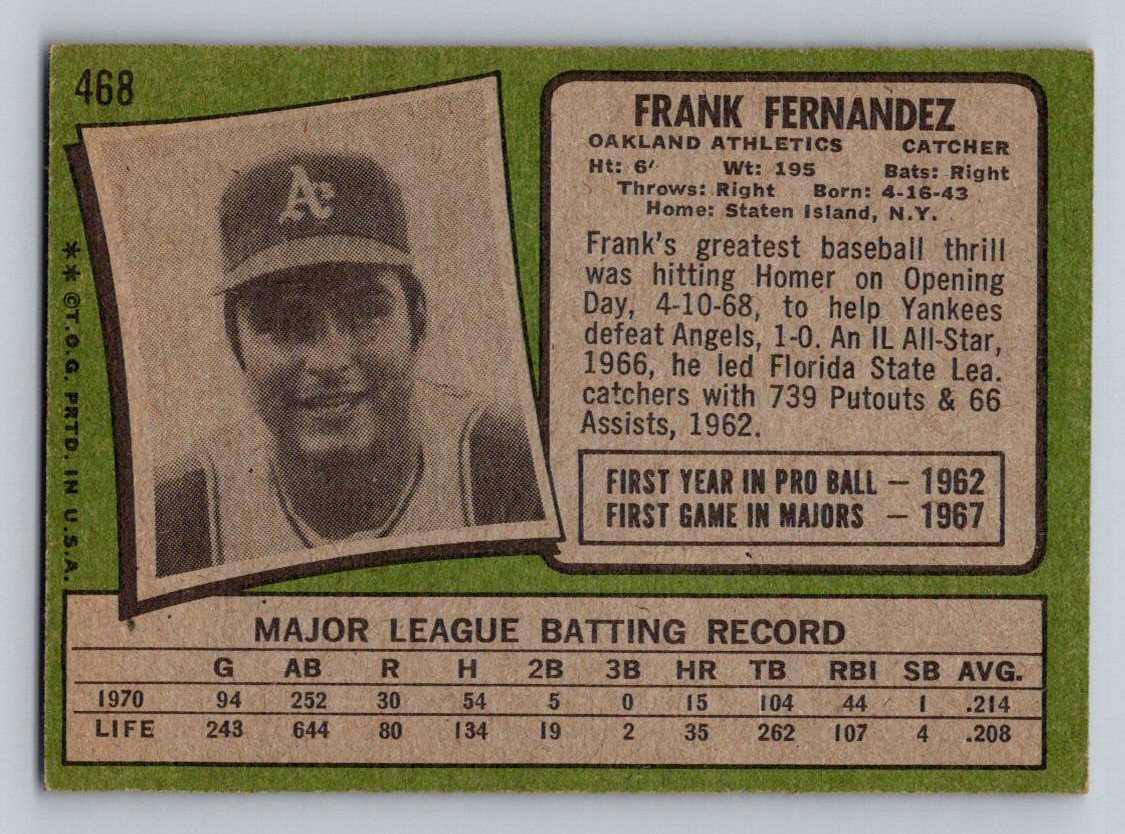 468
A's
** ©T.C.G. PRTD. IN U.S.A.
FRANK FERNANDEZ
OAKLAND ATHLETICS CATCHER
Ht: 6' Wt: 195 Bats: Right
Throws: Right Born: 4-16-43
Home: Staten Island, N.Y.
Frank's greatest baseball thrill
was hitting Homer on Opening
Day, 4-10-68, to help Yankees
defeat Angels, 1-0. An IL All-Star,
1966, he led Florida State Lea.
catchers with 739 Putouts & 66
Assists, 1962.
FIRST YEAR IN PRO BALL — 1962
FIRST GAME IN MAJORS — 1967
MAJOR LEAGUE BATTING RECORD
G AB R H 2B 3B HR TB RBI SB AVG.
1970 94 252 30 54 5 0 15 104 44 1 .214
LIFE 243 644 80 134 19 2 35 262 107 4 .208